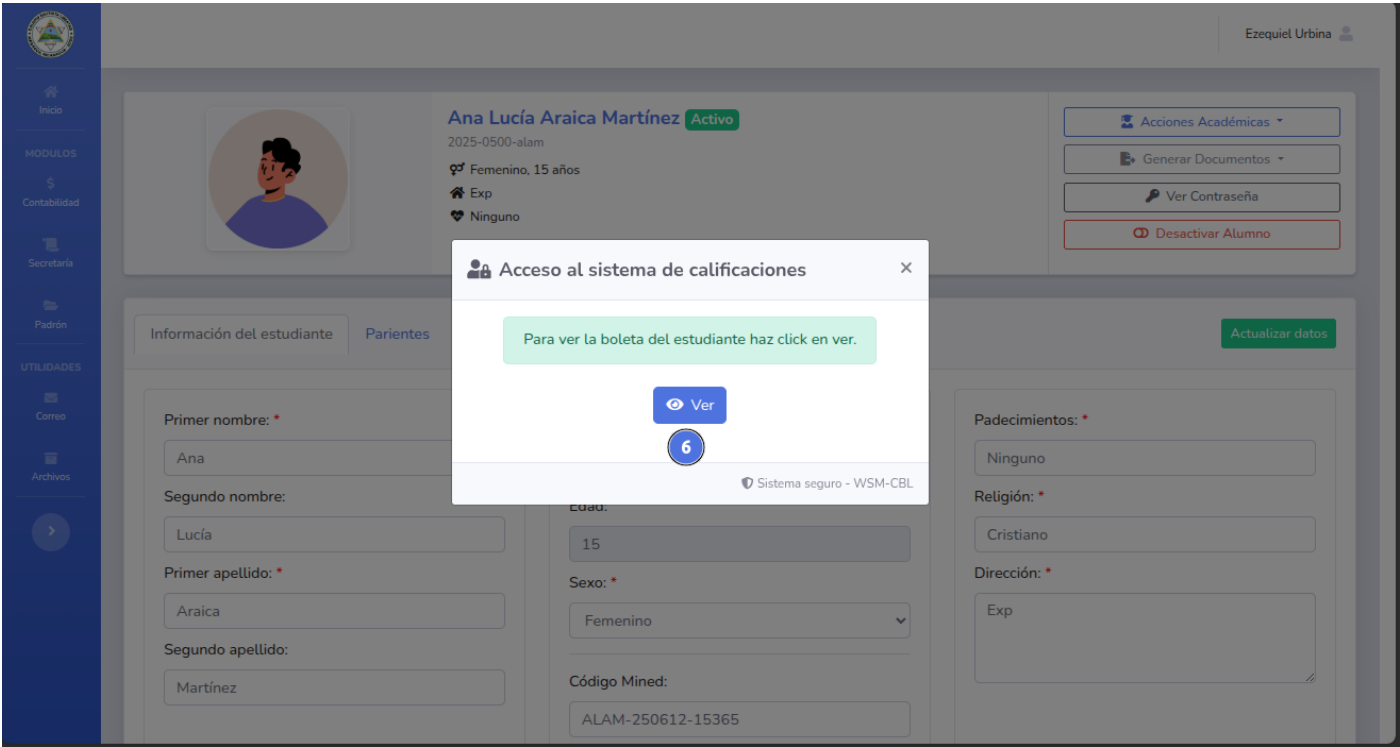 Ezequiel Urbina
Inicio
MODULOS
Contabilidad
Secretaría
Padrón
UTILIDADES
Correo
Archivos
Ana Lucía Araica Martínez Activo
2025-0500-alam
Femenino, 15 años
Exp
Ninguno
Acciones Académicas
Generar Documentos
Ver Contraseña
Desactivar Alumno
Acceso al sistema de calificaciones ×
Para ver la boleta del estudiante haz click en ver.
Ver
6
Sistema seguro - WSM-CBL
Información del estudiante Parientes Actualizar datos
Primer nombre: *
Ana
Segundo nombre:
Lucía
Primer apellido: *
Araica
Segundo apellido:
Martínez
Edad:
15
Sexo: *
Femenino
Código Mined:
ALAM-250612-15365
Padecimientos: *
Ninguno
Religión: *
Cristiano
Dirección: *
Exp